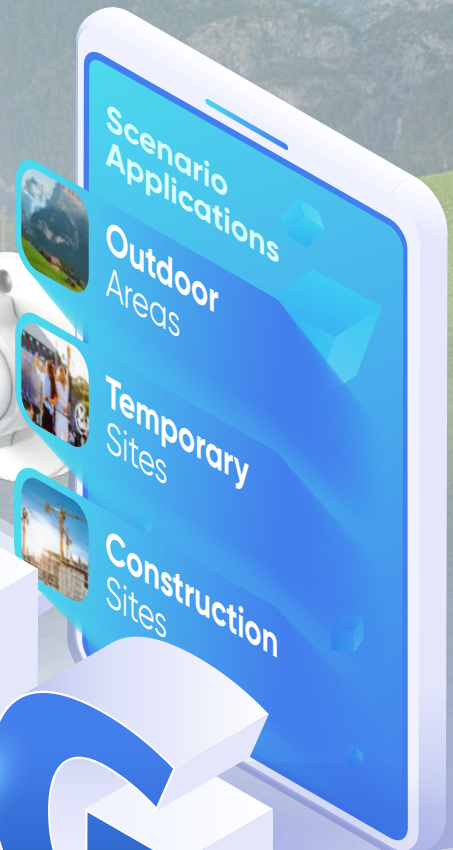 Scenario
Applications
Outdoor
Areas
Temporary
Sites
Construction
Sites
G